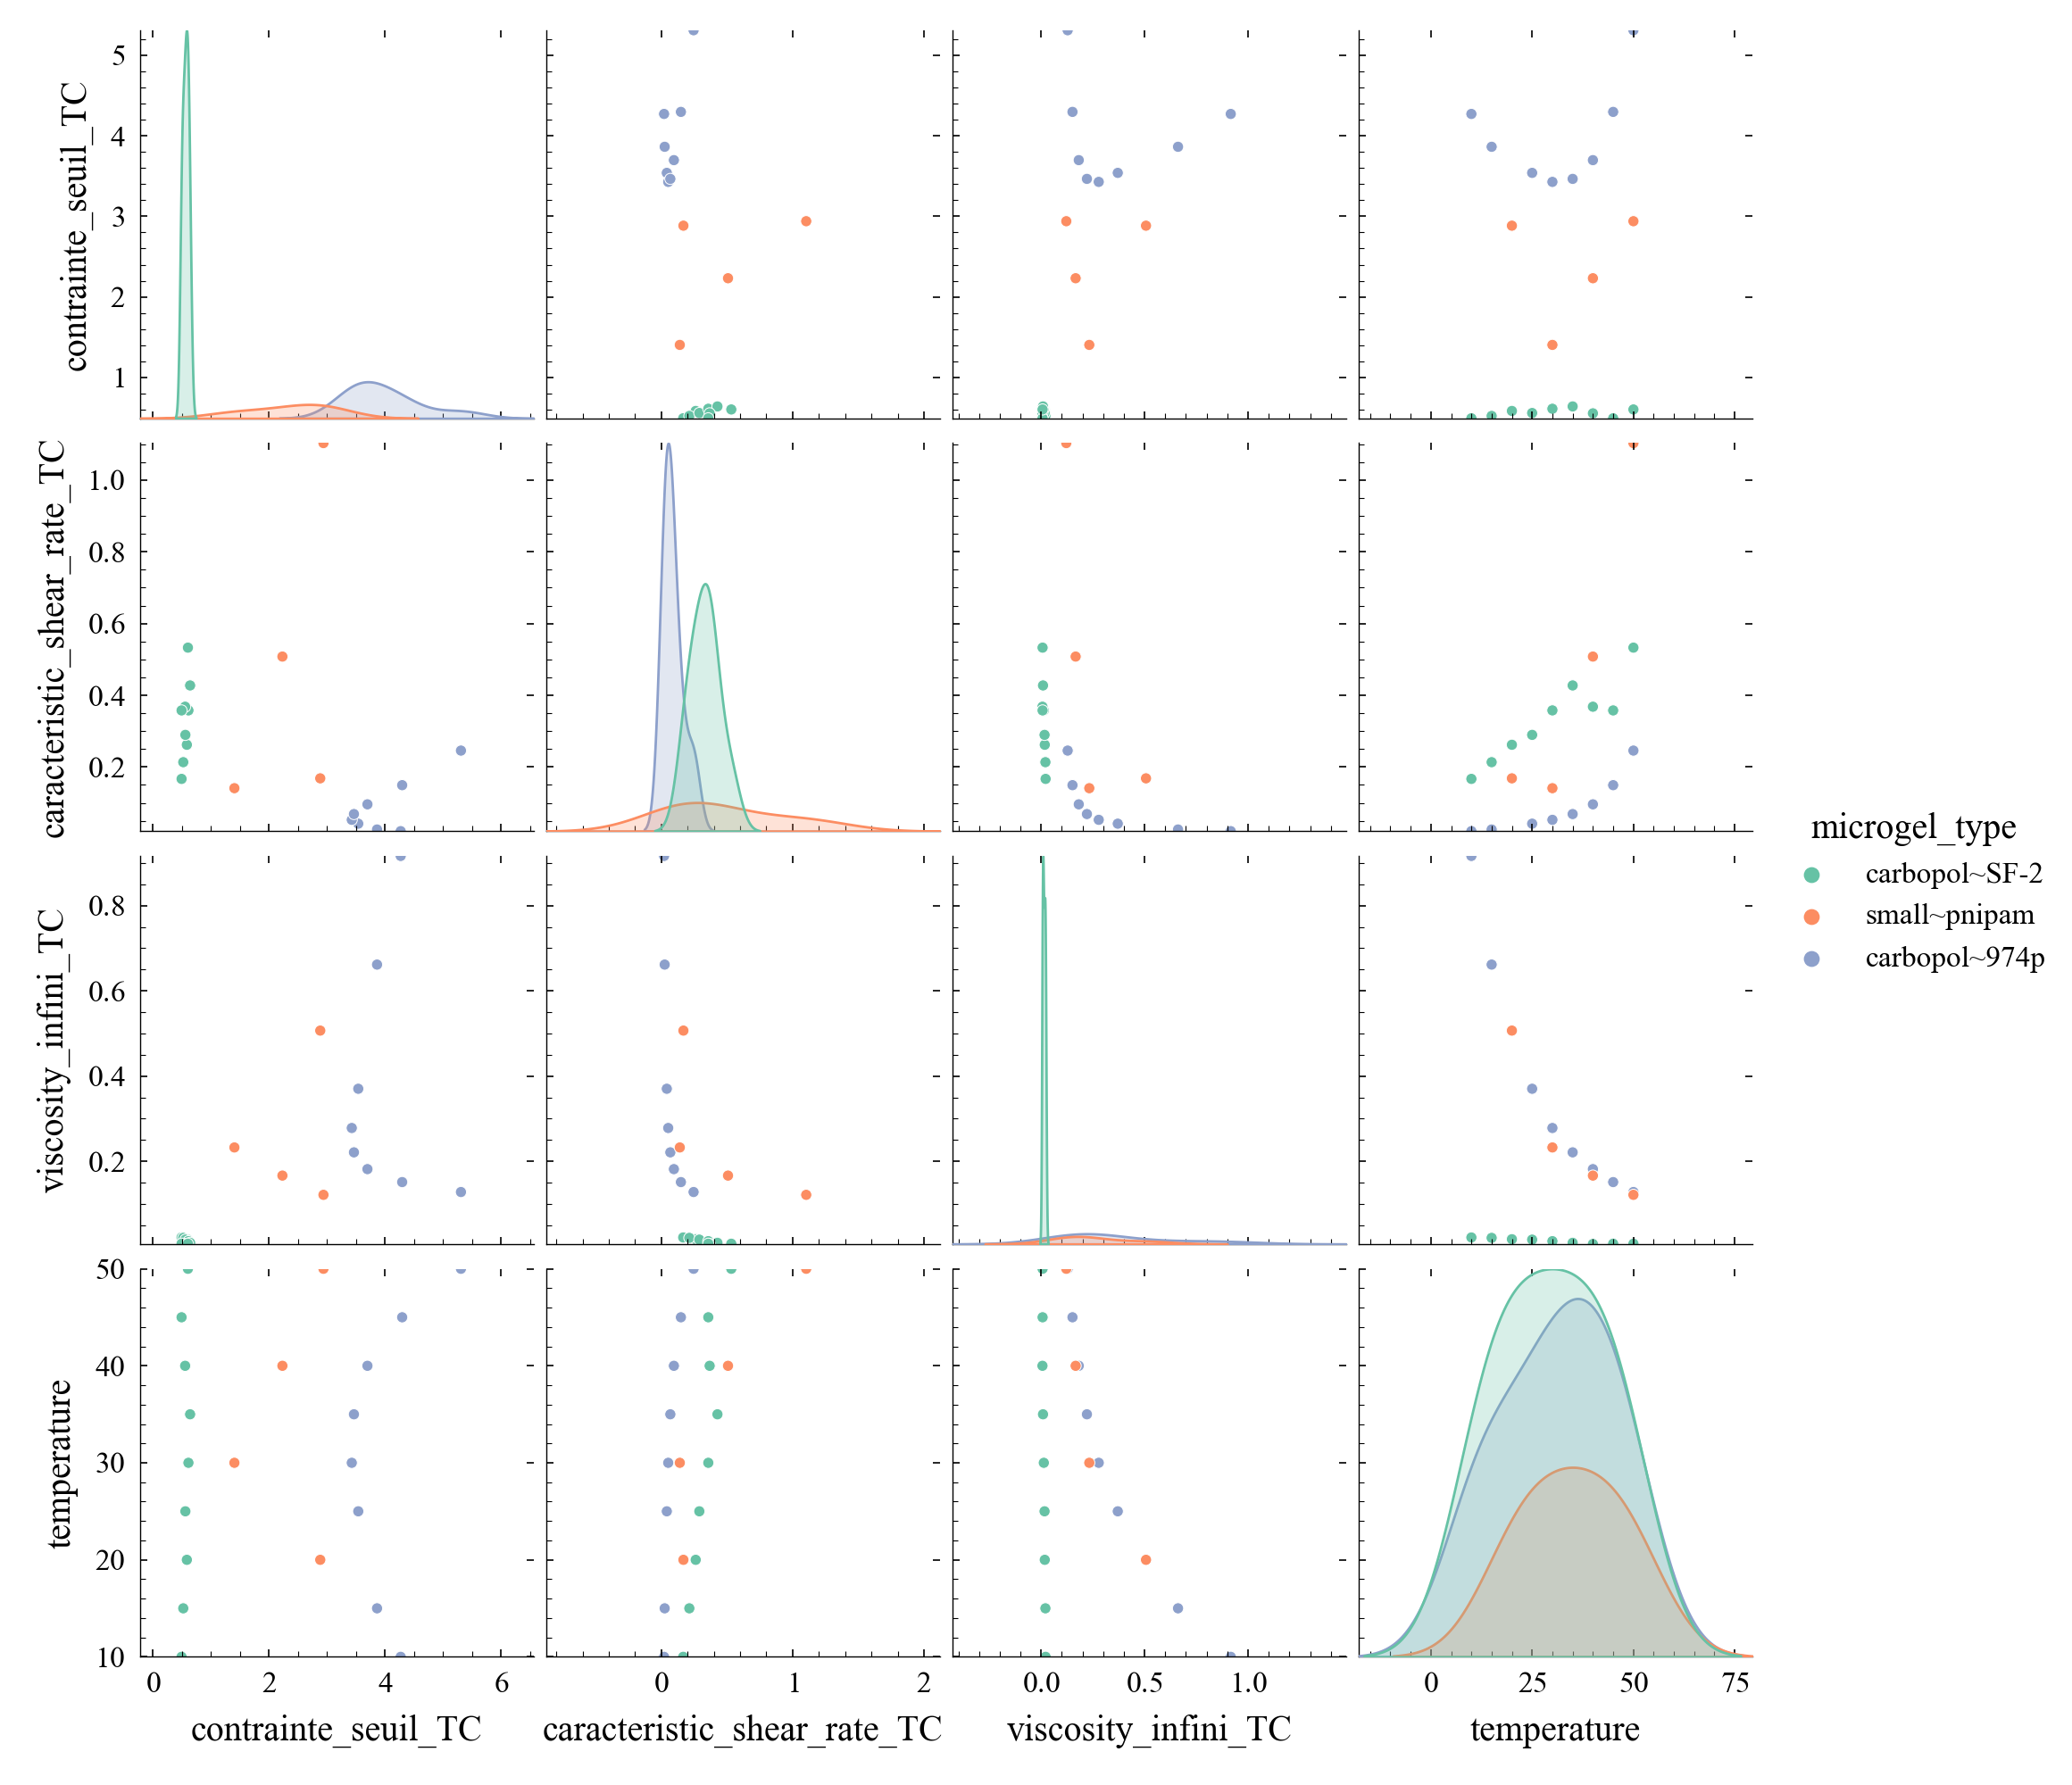 contrainte_seuil_TC
5
4
3
2
1
caracteristic_shear_rate_TC
1.0
0.8
0.6
0.4
0.2
viscosity_infini_TC
0.8
0.6
0.4
0.2
temperature
50
40
30
20
10
0 2 4 6
0 1 2
0.0 0.5 1.0
0 25 50 75
contrainte_seuil_TC
caracteristic_shear_rate_TC
viscosity_infini_TC
temperature
microgel_type
carbopol~SF-2
small~pnipam
carbopol~974p